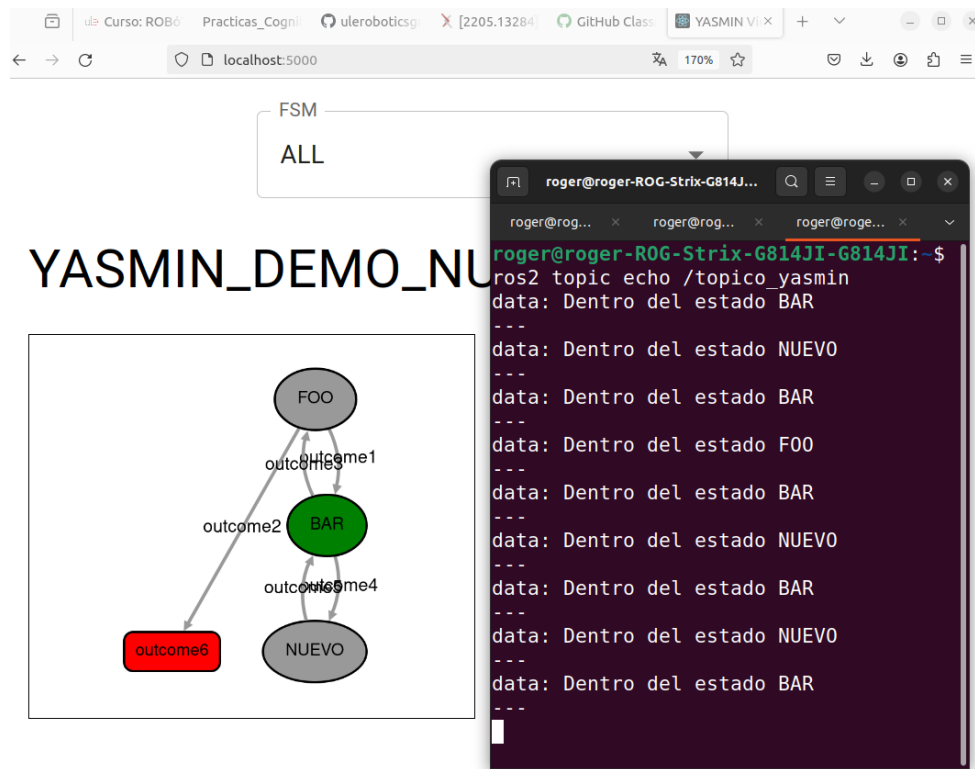 ule Curso: ROBÓ
Practicas_Cogni
uleroboticsg
[2205.13284]
GitHub Class
YASMIN Vi
localhost:5000
170%
FSM
ALL
roger@roger-ROG-Strix-G814J...
roger@rog...
roger@rog...
roger@roge...
YASMIN_DEMO_NU
roger@roger-ROG-Strix-G814JI-G814JI:~$
ros2 topic echo /topico_yasmin
data: Dentro del estado BAR
---
data: Dentro del estado NUEVO
---
data: Dentro del estado BAR
---
data: Dentro del estado FOO
---
data: Dentro del estado BAR
---
data: Dentro del estado NUEVO
---
data: Dentro del estado BAR
---
data: Dentro del estado NUEVO
---
data: Dentro del estado BAR
---
FOO
outcome1
outcome3
outcome2
BAR
outcome4
outcome5
outcome6
NUEVO